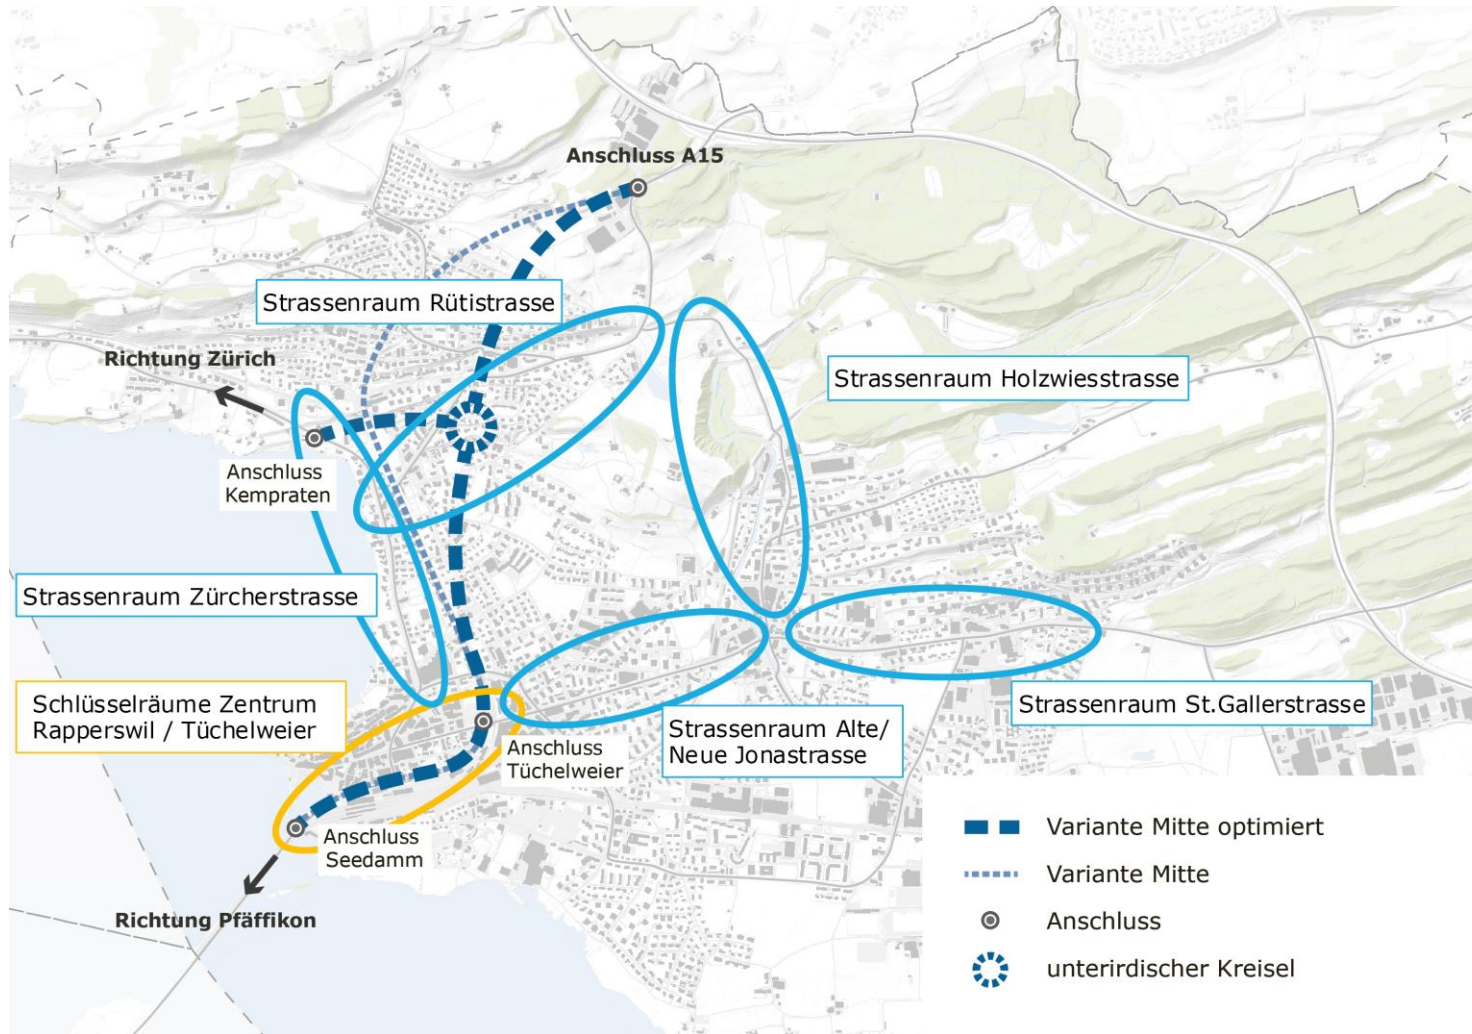 Anschluss A15
Strassenraum Rütistrasse
Richtung Zürich
Strassenraum Holzwiesstrasse
Anschluss
Kempraten
Strassenraum Zürcherstrasse
Schlüsselräume Zentrum
Rapperswil / Tüchelweier
Strassenraum St.Gallerstrasse
Strassenraum Alte/
Neue Jonastrasse
Anschluss
Tüchelweier
Anschluss
Seedamm
Richtung Pfäffikon
Variante Mitte optimiert
Variante Mitte
Anschluss
unterirdischer Kreisel